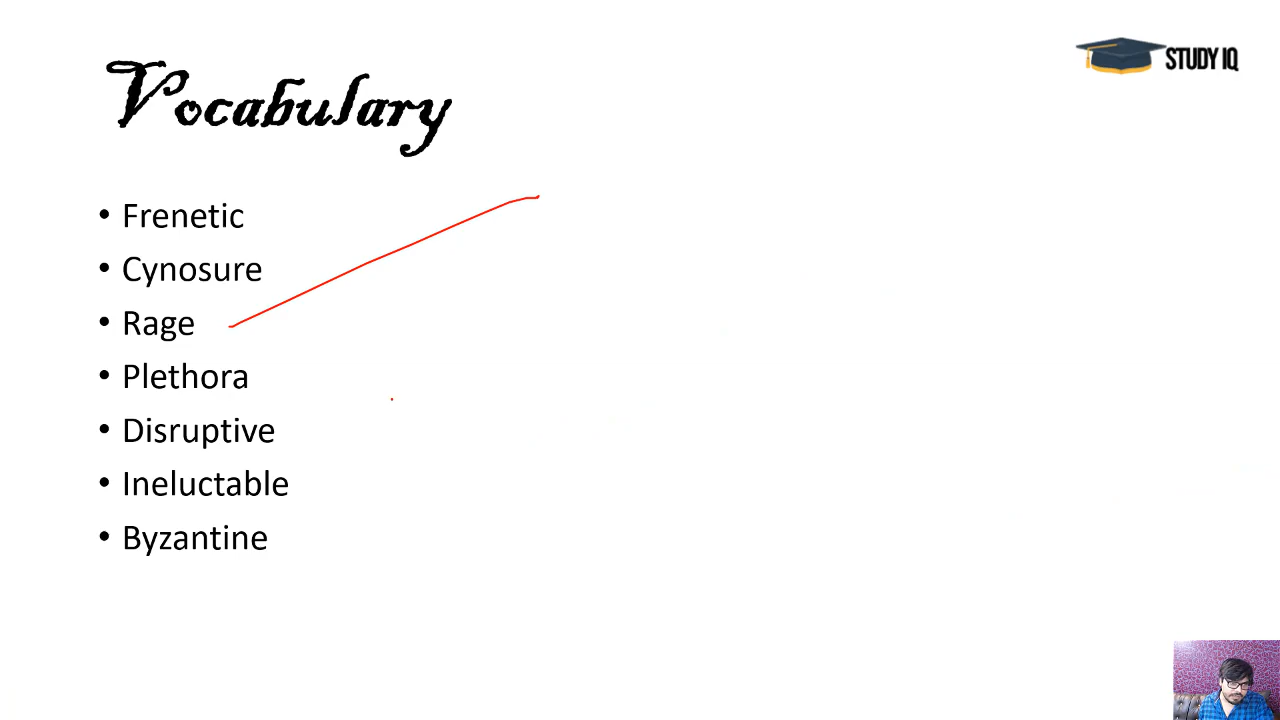 Vocabulary
STUDY IQ
• Frenetic
• Cynosure
• Rage
• Plethora
• Disruptive
• Ineluctable
• Byzantine